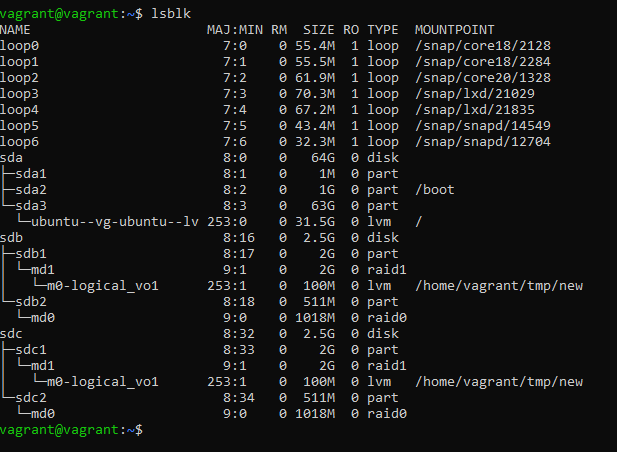 vagrant@vagrant:~$ lsblk
NAME                      MAJ:MIN RM  SIZE RO TYPE  MOUNTPOINT
loop0                       7:0    0 55.4M  1 loop  /snap/core18/2128
loop1                       7:1    0 55.5M  1 loop  /snap/core18/2284
loop2                       7:2    0 61.9M  1 loop  /snap/core20/1328
loop3                       7:3    0 70.3M  1 loop  /snap/lxd/21029
loop4                       7:4    0 67.2M  1 loop  /snap/lxd/21835
loop5                       7:5    0 43.4M  1 loop  /snap/snapd/14549
loop6                       7:6    0 32.3M  1 loop  /snap/snapd/12704
sda                         8:0    0   64G  0 disk
├─sda1                      8:1    0    1M  0 part
├─sda2                      8:2    0    1G  0 part  /boot
└─sda3                      8:3    0   63G  0 part
  └─ubuntu--vg-ubuntu--lv 253:0    0 31.5G  0 lvm   /
sdb                         8:16   0  2.5G  0 disk
├─sdb1                      8:17   0    2G  0 part
│ └─md1                     9:1    0    2G  0 raid1
│   └─m0-logical_vo1      253:1    0  100M  0 lvm   /home/vagrant/tmp/new
└─sdb2                      8:18   0  511M  0 part
  └─md0                     9:0    0 1018M  0 raid0
sdc                         8:32   0  2.5G  0 disk
├─sdc1                      8:33   0    2G  0 part
│ └─md1                     9:1    0    2G  0 raid1
│   └─m0-logical_vo1      253:1    0  100M  0 lvm   /home/vagrant/tmp/new
└─sdc2                      8:34   0  511M  0 part
  └─md0                     9:0    0 1018M  0 raid0
vagrant@vagrant:~$